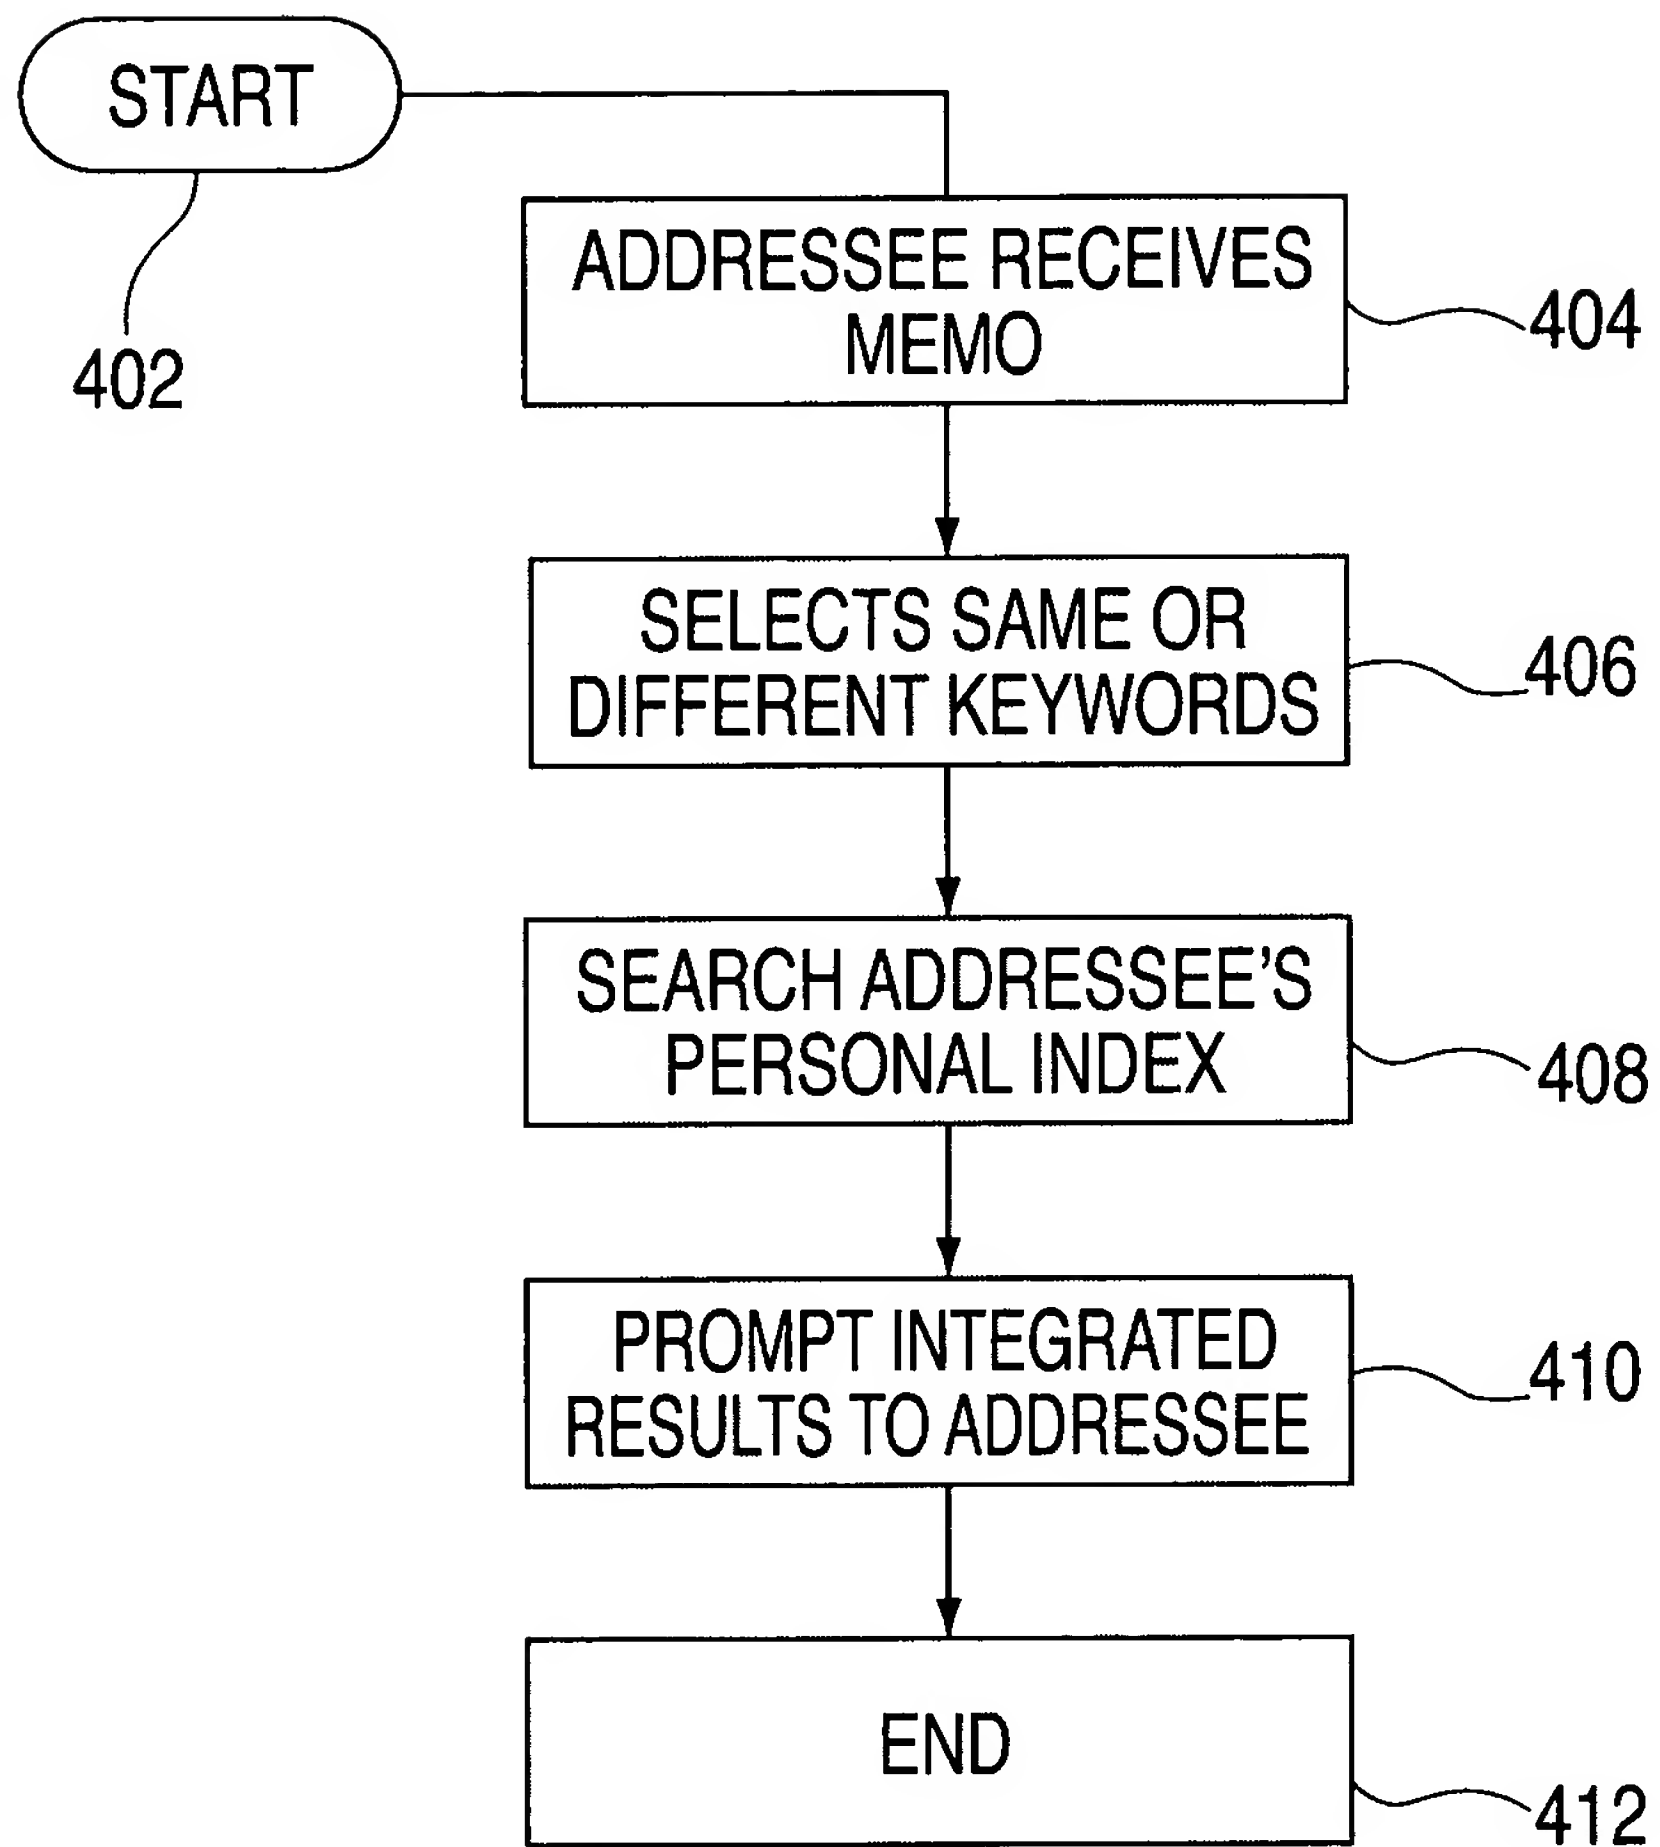 START
402
ADDRESSEE RECEIVES
MEMO
404
SELECTS SAME OR
DIFFERENT KEYWORDS
406
SEARCH ADDRESSEE'S
PERSONAL INDEX
408
PROMPT INTEGRATED
RESULTS TO ADDRESSEE
410
END
412